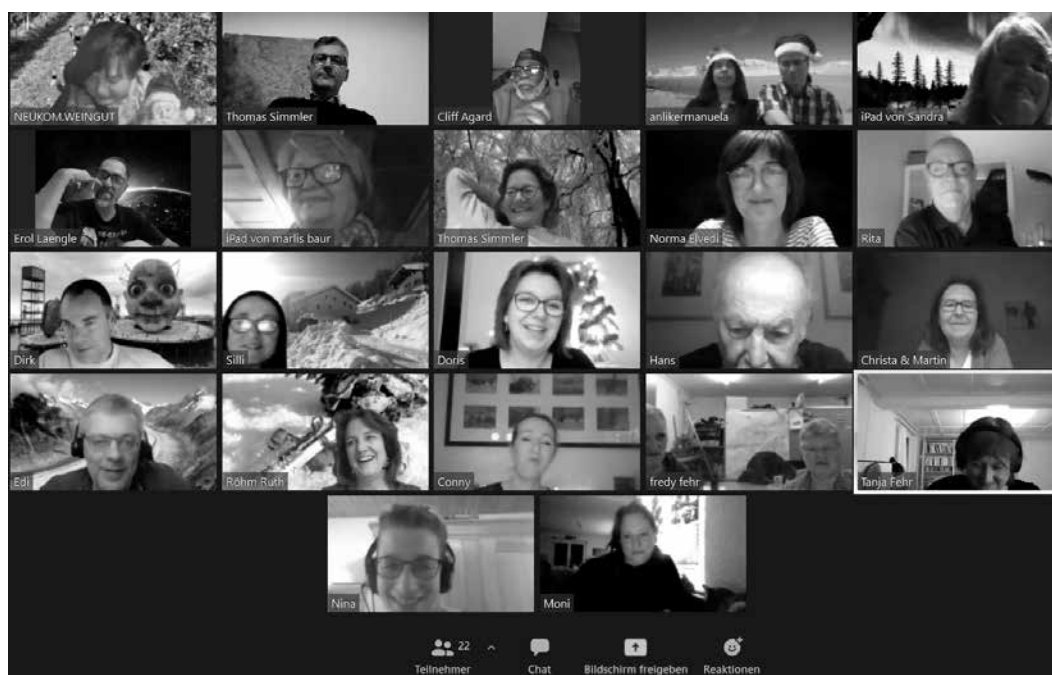 NEUKOM.WEINGUT
Thomas Simmler
Cliff Agard
anlikermanuela
iPad von Sandra
Erol Laengle
iPad von marlis baur
Thomas Simmler
Norma Elvedi
Rita
Dirk
Silli
Doris
Hans
Christa & Martin
Edi
Röhm Ruth
Conny
fredy fehr
Tanja Fehr
Nina
Moni
22
Teilnehmer
Chat
Bildschirm freigeben
Reaktionen